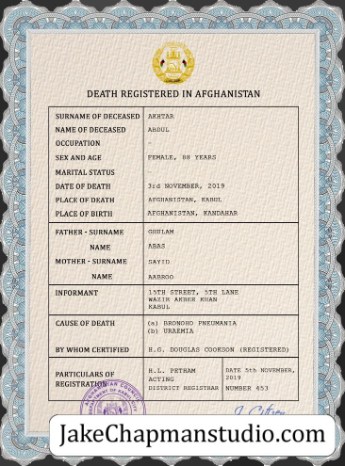 DEATH REGISTERED IN AFGHANISTAN
SURNAME OF DECEASED AKHTAR
NAME OF DECEASED ABDUL
OCCUPATION -
SEX AND AGE FEMALE, 88 YEARS
MARITAL STATUS -
DATE OF DEATH 3rd NOVEMBER, 2019
PLACE OF DEATH AFGHANISTAN, KABUL
PLACE OF BIRTH AFGHANISTAN, KANDAHAR
FATHER - SURNAME GHULAM
NAME ABAS
MOTHER - SURNAME SAYID
NAME AABROO
INFORMANT 15TH STREET, 5TH LANE
WAZIR AKBER KHAN
KABUL
CAUSE OF DEATH (a) BRONOHO PNEUMANIA
(b) URREMIA
BY WHOM CERTIFIED H.G. DOUGLAS COOKSON (REGISTERED)
PARTICULARS OF REGISTRATION
H.L. PETHAM
ACTING
DISTRICT REGISTRAR
DATE 5th NOVEMBER,
2019
NUMBER 453
JakeChapmanstudio.com